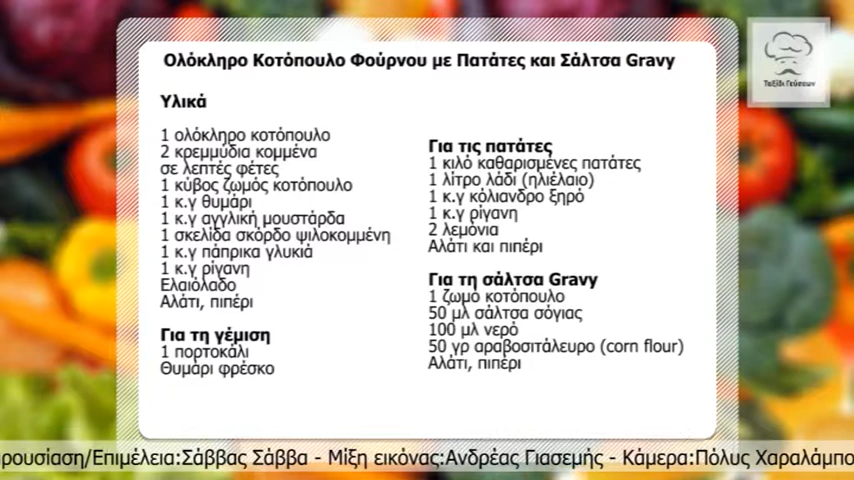 Ολόκληρο Κοτόπουλο Φούρνου με Πατάτες και Σάλτσα Gravy
Ταξίδι Γεύσεων
Υλικά
1 ολόκληρο κοτόπουλο
2 κρεμμύδια κομμένα
σε λεπτές φέτες
1 κύβος ζωμός κοτόπουλο
1 κ.γ θυμάρι
1 κ.γ αγγλική μουστάρδα
1 σκελίδα σκόρδο ψιλοκομμένη
1 κ.γ πάπρικα γλυκιά
1 κ.γ ρίγανη
Ελαιόλαδο
Αλάτι, πιπέρι
Για τη γέμιση
1 πορτοκάλι
Θυμάρι φρέσκο
Για τις πατάτες
1 κιλό καθαρισμένες πατάτες
1 λίτρο λάδι (ηλιέλαιο)
1 κ.γ κόλιανδρο ξηρό
1 κ.γ ρίγανη
2 λεμόνια
Αλάτι και πιπέρι
Για τη σάλτσα Gravy
1 ζωμό κοτόπουλο
50 μλ σάλτσα σόγιας
100 μλ νερό
50 γρ αραβοσιτάλευρο (corn flour)
Αλάτι, πιπέρι
ρουσίαση/Επιμέλεια:Σάββας Σάββα - Μίξη εικόνας:Ανδρέας Γιασεμής - Κάμερα:Πόλυς Χαραλάμπο